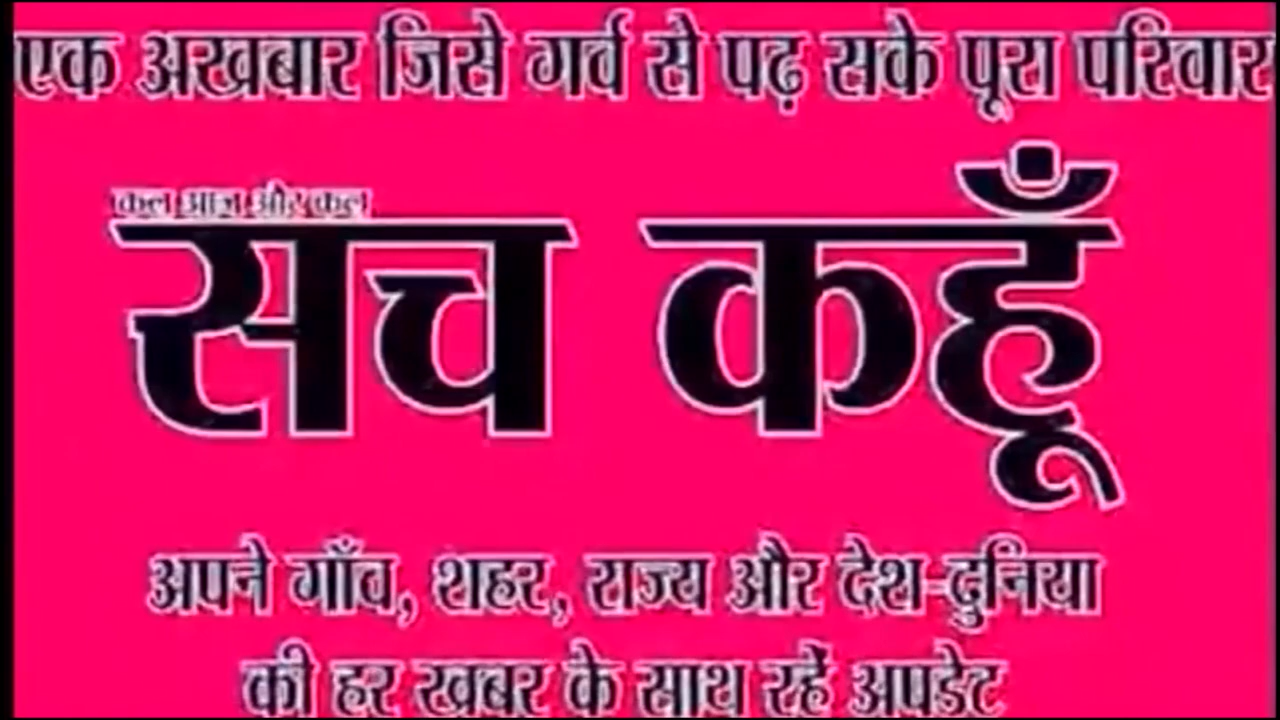 एक अखबार जिसे गर्व से पढ़ सके पूरा परिवार
कल आज और कल
सच कहूँ
अपने गाँव, शहर, राज्य और देश-दुनिया
की हर खबर के साथ रहें अपडेट